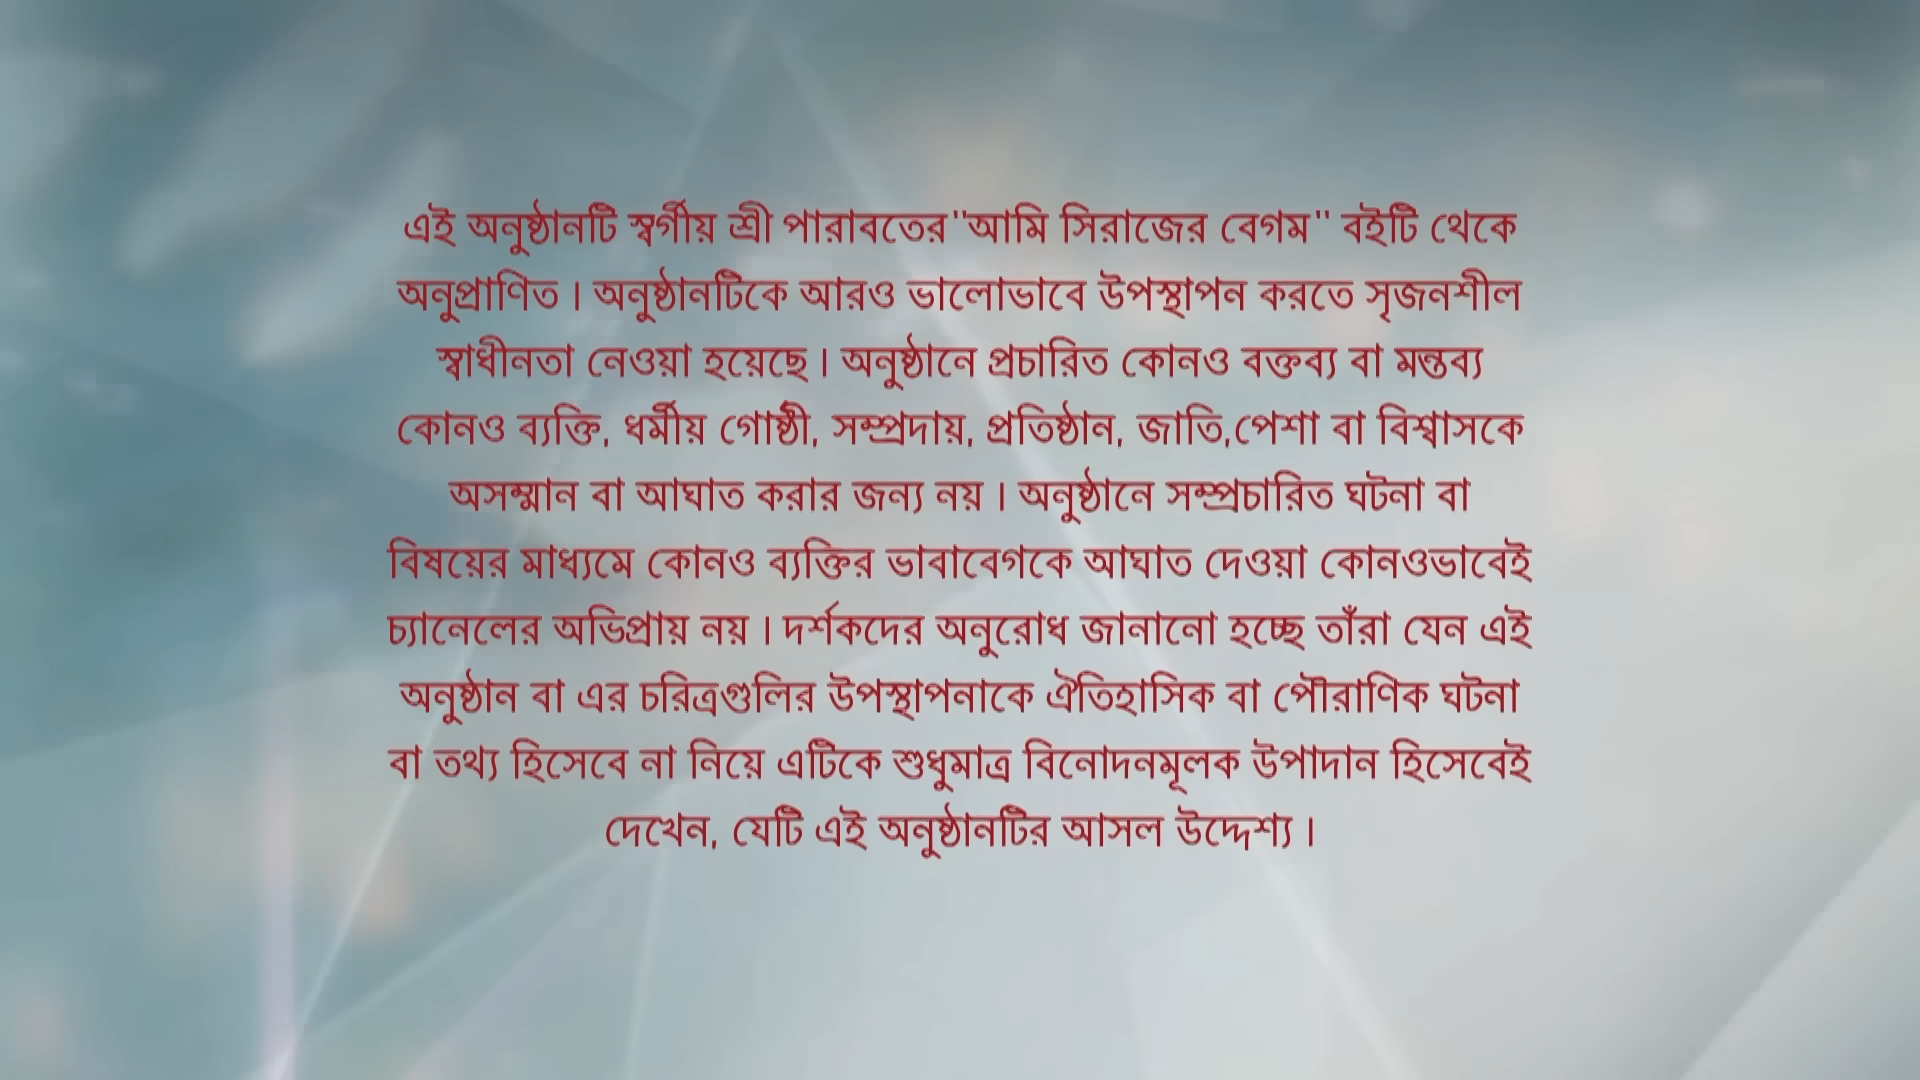 এই অনুষ্ঠানটি স্বর্গীয় শ্রী পারাবতের"আমি সিরাজের বেগম" বইটি থেকে
অনুপ্রাণিত । অনুষ্ঠানটিকে আরও ভালোভাবে উপস্থাপন করতে সৃজনশীল
স্বাধীনতা নেওয়া হয়েছে । অনুষ্ঠানে প্রচারিত কোনও বক্তব্য বা মন্তব্য
কোনও ব্যক্তি, ধর্মীয় গোষ্ঠী, সম্প্রদায়, প্রতিষ্ঠান, জাতি,পেশা বা বিশ্বাসকে
অসম্মান বা আঘাত করার জন্য নয় । অনুষ্ঠানে সম্প্রচারিত ঘটনা বা
বিষয়ের মাধ্যমে কোনও ব্যক্তির ভাবাবেগকে আঘাত দেওয়া কোনওভাবেই
চ্যানেলের অভিপ্রায় নয় । দর্শকদের অনুরোধ জানানো হচ্ছে তাঁরা যেন এই
অনুষ্ঠান বা এর চরিত্রগুলির উপস্থাপনাকে ঐতিহাসিক বা পৌরাণিক ঘটনা
বা তথ্য হিসেবে না নিয়ে এটিকে শুধুমাত্র বিনোদনমূলক উপাদান হিসেবেই
দেখেন, যেটি এই অনুষ্ঠানটির আসল উদ্দেশ্য ।